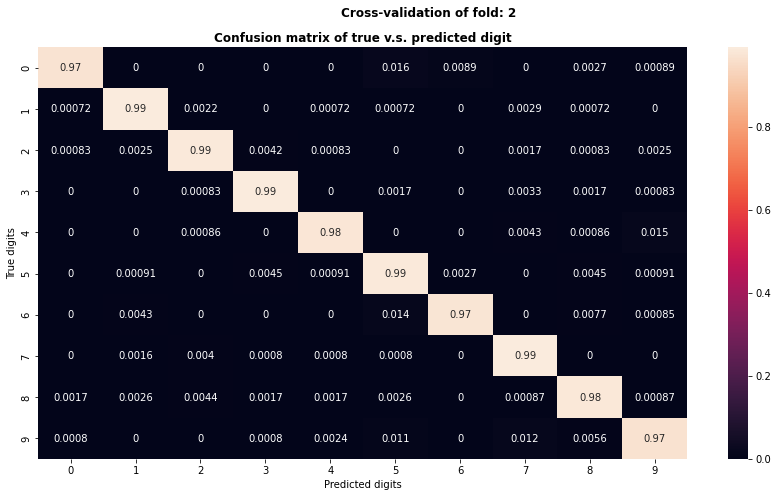 Cross-validation of fold: 2
Confusion matrix of true v.s. predicted digit
0 0.97 0 0 0 0 0.016 0.0089 0 0.0027 0.00089
1 0.00072 0.99 0.0022 0 0.00072 0.00072 0 0.0029 0.00072 0
2 0.00083 0.0025 0.99 0.0042 0.00083 0 0 0.0017 0.00083 0.0025
3 0 0 0.00083 0.99 0 0.0017 0 0.0033 0.0017 0.00083
4 0 0 0.00086 0 0.98 0 0 0.0043 0.00086 0.015
5 0 0.00091 0 0.0045 0.00091 0.99 0.0027 0 0.0045 0.00091
6 0 0.0043 0 0 0 0.014 0.97 0 0.0077 0.00085
7 0 0.0016 0.004 0.0008 0.0008 0.0008 0 0.99 0 0
8 0.0017 0.0026 0.0044 0.0017 0.0017 0.0026 0 0.00087 0.98 0.00087
9 0.0008 0 0 0.0008 0.0024 0.011 0 0.012 0.0056 0.97
0 1 2 3 4 5 6 7 8 9
True digits
Predicted digits
0.8
0.6
0.4
0.2
0.0